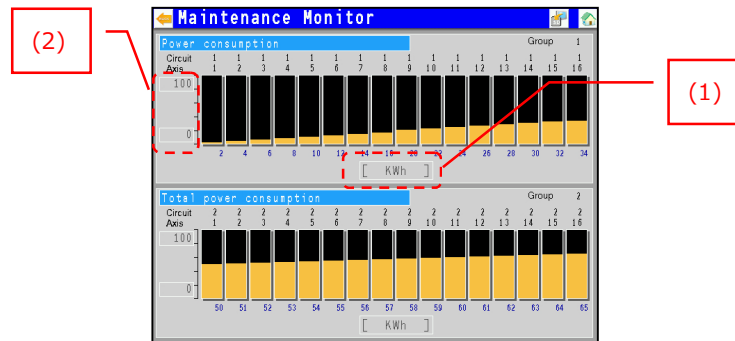 Maintenance Monitor
(2)
Power consumption
Group 1
Circuit 1 1 1 1 1 1 1 1 1 1 1 1 1 1 1 1
Axis 1 2 3 4 5 6 7 8 9 10 11 12 13 14 15 16
100
(1)
0
2 4 6 8 10 12 14 16 20 22 24 26 28 30 32 34
[ KWh ]
Total power consumption
Group 2
Circuit 2 2 2 2 2 2 2 2 2 2 2 2 2 2 2 2
Axis 1 2 3 4 5 6 7 8 9 10 11 12 13 14 15 16
100
0
50 51 52 53 54 55 56 57 58 59 60 61 62 63 64 65
[ KWh ]